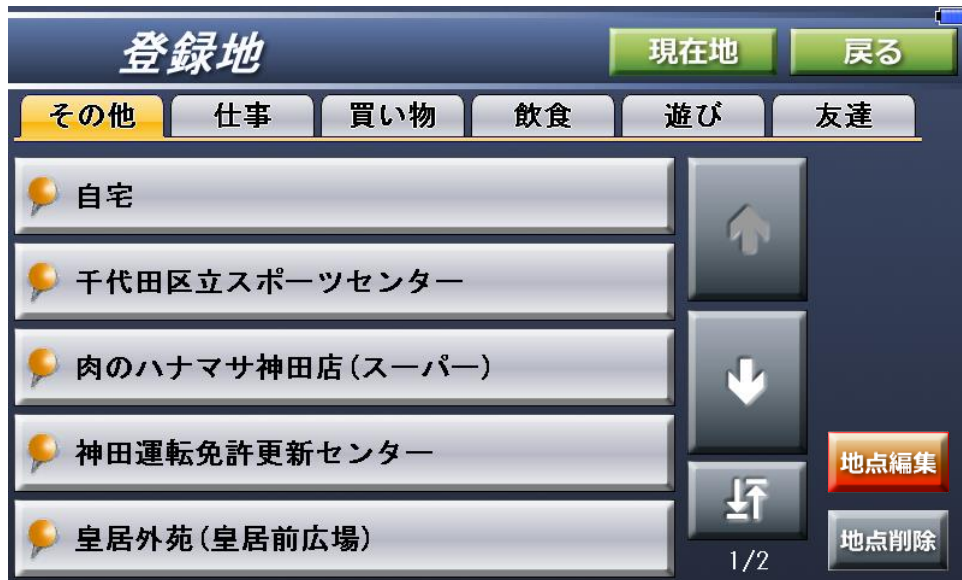 登録地
現在地
戻る
その他
仕事
買い物
飲食
遊び
友達
自宅
千代田区立スポーツセンター
肉のハナマサ神田店(スーパー)
神田運転免許更新センター
皇居外苑(皇居前広場)
1/2
地点編集
地点削除